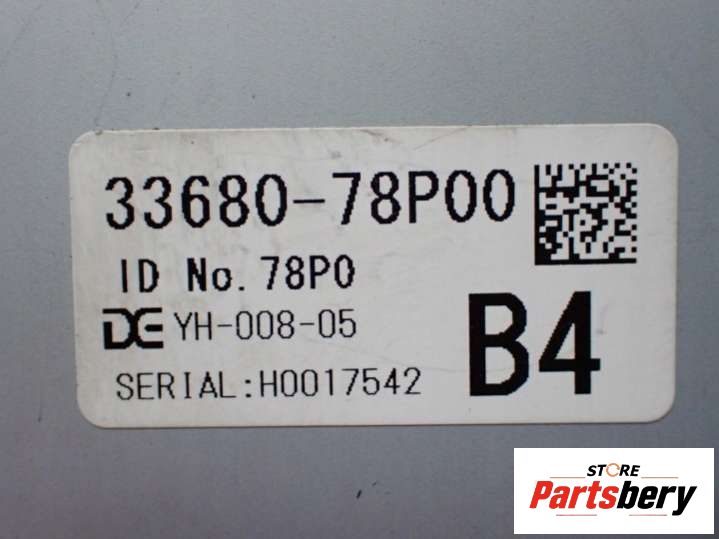 33680-78P00
ID No. 78P0
DE YH-008-05
SERIAL:H0017542
B4
STORE
Partsbery